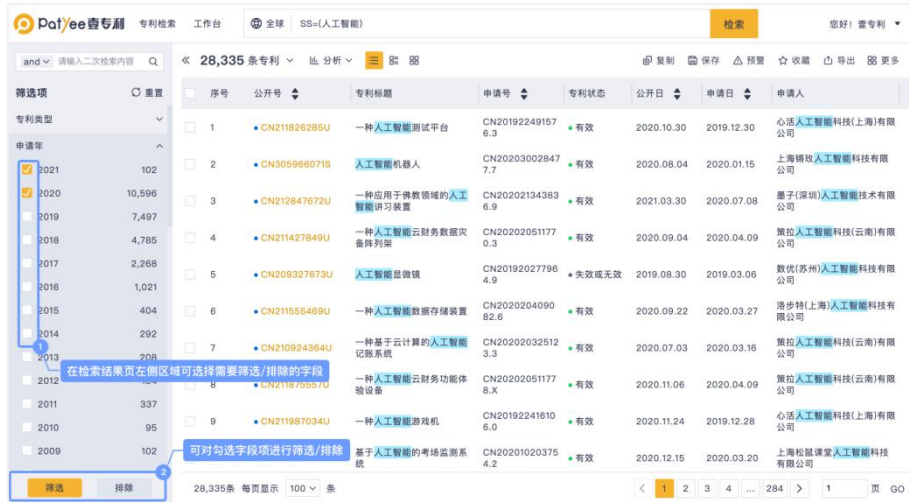 Patyee壹专利 专利检索 工作台 全球 SS=(人工智能) 检索 您好！壹专利
and 请输入二次检索内容
28,335 条专利 分析 复制 保存 预警 收藏 导出 更多
筛选项 重置
序号 公开号 专利标题 申请号 专利状态 公开日 申请日 申请人
专利类型
申请年
2021 102
2020 10,596
2019 7,497
2018 4,785
2017 2,268
2016 1,021
2015 404
2014 292
2013 208
2012
2011 337
2010 95
2009 102
1 CN211826285U 一种人工智能测试平台 CN20192249157 有效 2020.10.30 2019.12.30 心活人工智能科技(上海)有限
6.3 公司
2 CN305966071S 人工智能机器人 CN20203002847 有效 2020.08.04 2020.01.15 上海锵玫人工智能科技有限
7.7 公司
3 CN212847672U 一种应用于佛教领域的人工 CN20202134383 有效 2021.03.30 2020.07.08 墨子(深圳)人工智能技术有限
智能讲习装置 6.9 公司
4 CN211427849U 一种人工智能云财务数据灾 CN20202051177 有效 2020.09.04 2020.04.09 策拉人工智能科技(云南)有限
备阵列架 0.3 公司
5 CN209327673U 人工智能显微镜 CN20192027796 失效或无效 2019.08.30 2019.03.06 数优(苏州)人工智能科技有限
4.9 公司
6 CN211555469U 一种人工智能数据存储装置 CN2020204090 有效 2020.09.22 2020.03.27 洛步特(上海)人工智能科技有
82.6 限公司
7 CN210924364U 一种基于云计算的人工智能 CN20202032512 有效 2020.07.03 2020.03.16 策拉人工智能科技(云南)有限
记账系统 3.3 公司
8 CN211875557U 一种人工智能云财务功能体 CN20202051177 有效 2020.11.06 2020.04.09 策拉人工智能科技(云南)有限
验设备 8.X 公司
9 CN211987034U 一种人工智能游戏机 CN20192241610 有效 2020.11.24 2019.12.28 心活人工智能科技(上海)有限
6.0 公司
基于人工智能的考场监测系 CN20201020375 有效 2020.12.15 2020.03.20 上海松鼠课堂人工智能科技
统 4.2 有限公司
1
在检索结果页左侧区域可选择需要筛选/排除的字段
可对勾选字段项进行筛选/排除
2
筛选 排除
28,335条 每页显示 100 条 1 2 3 4 ... 284 1 页 GO